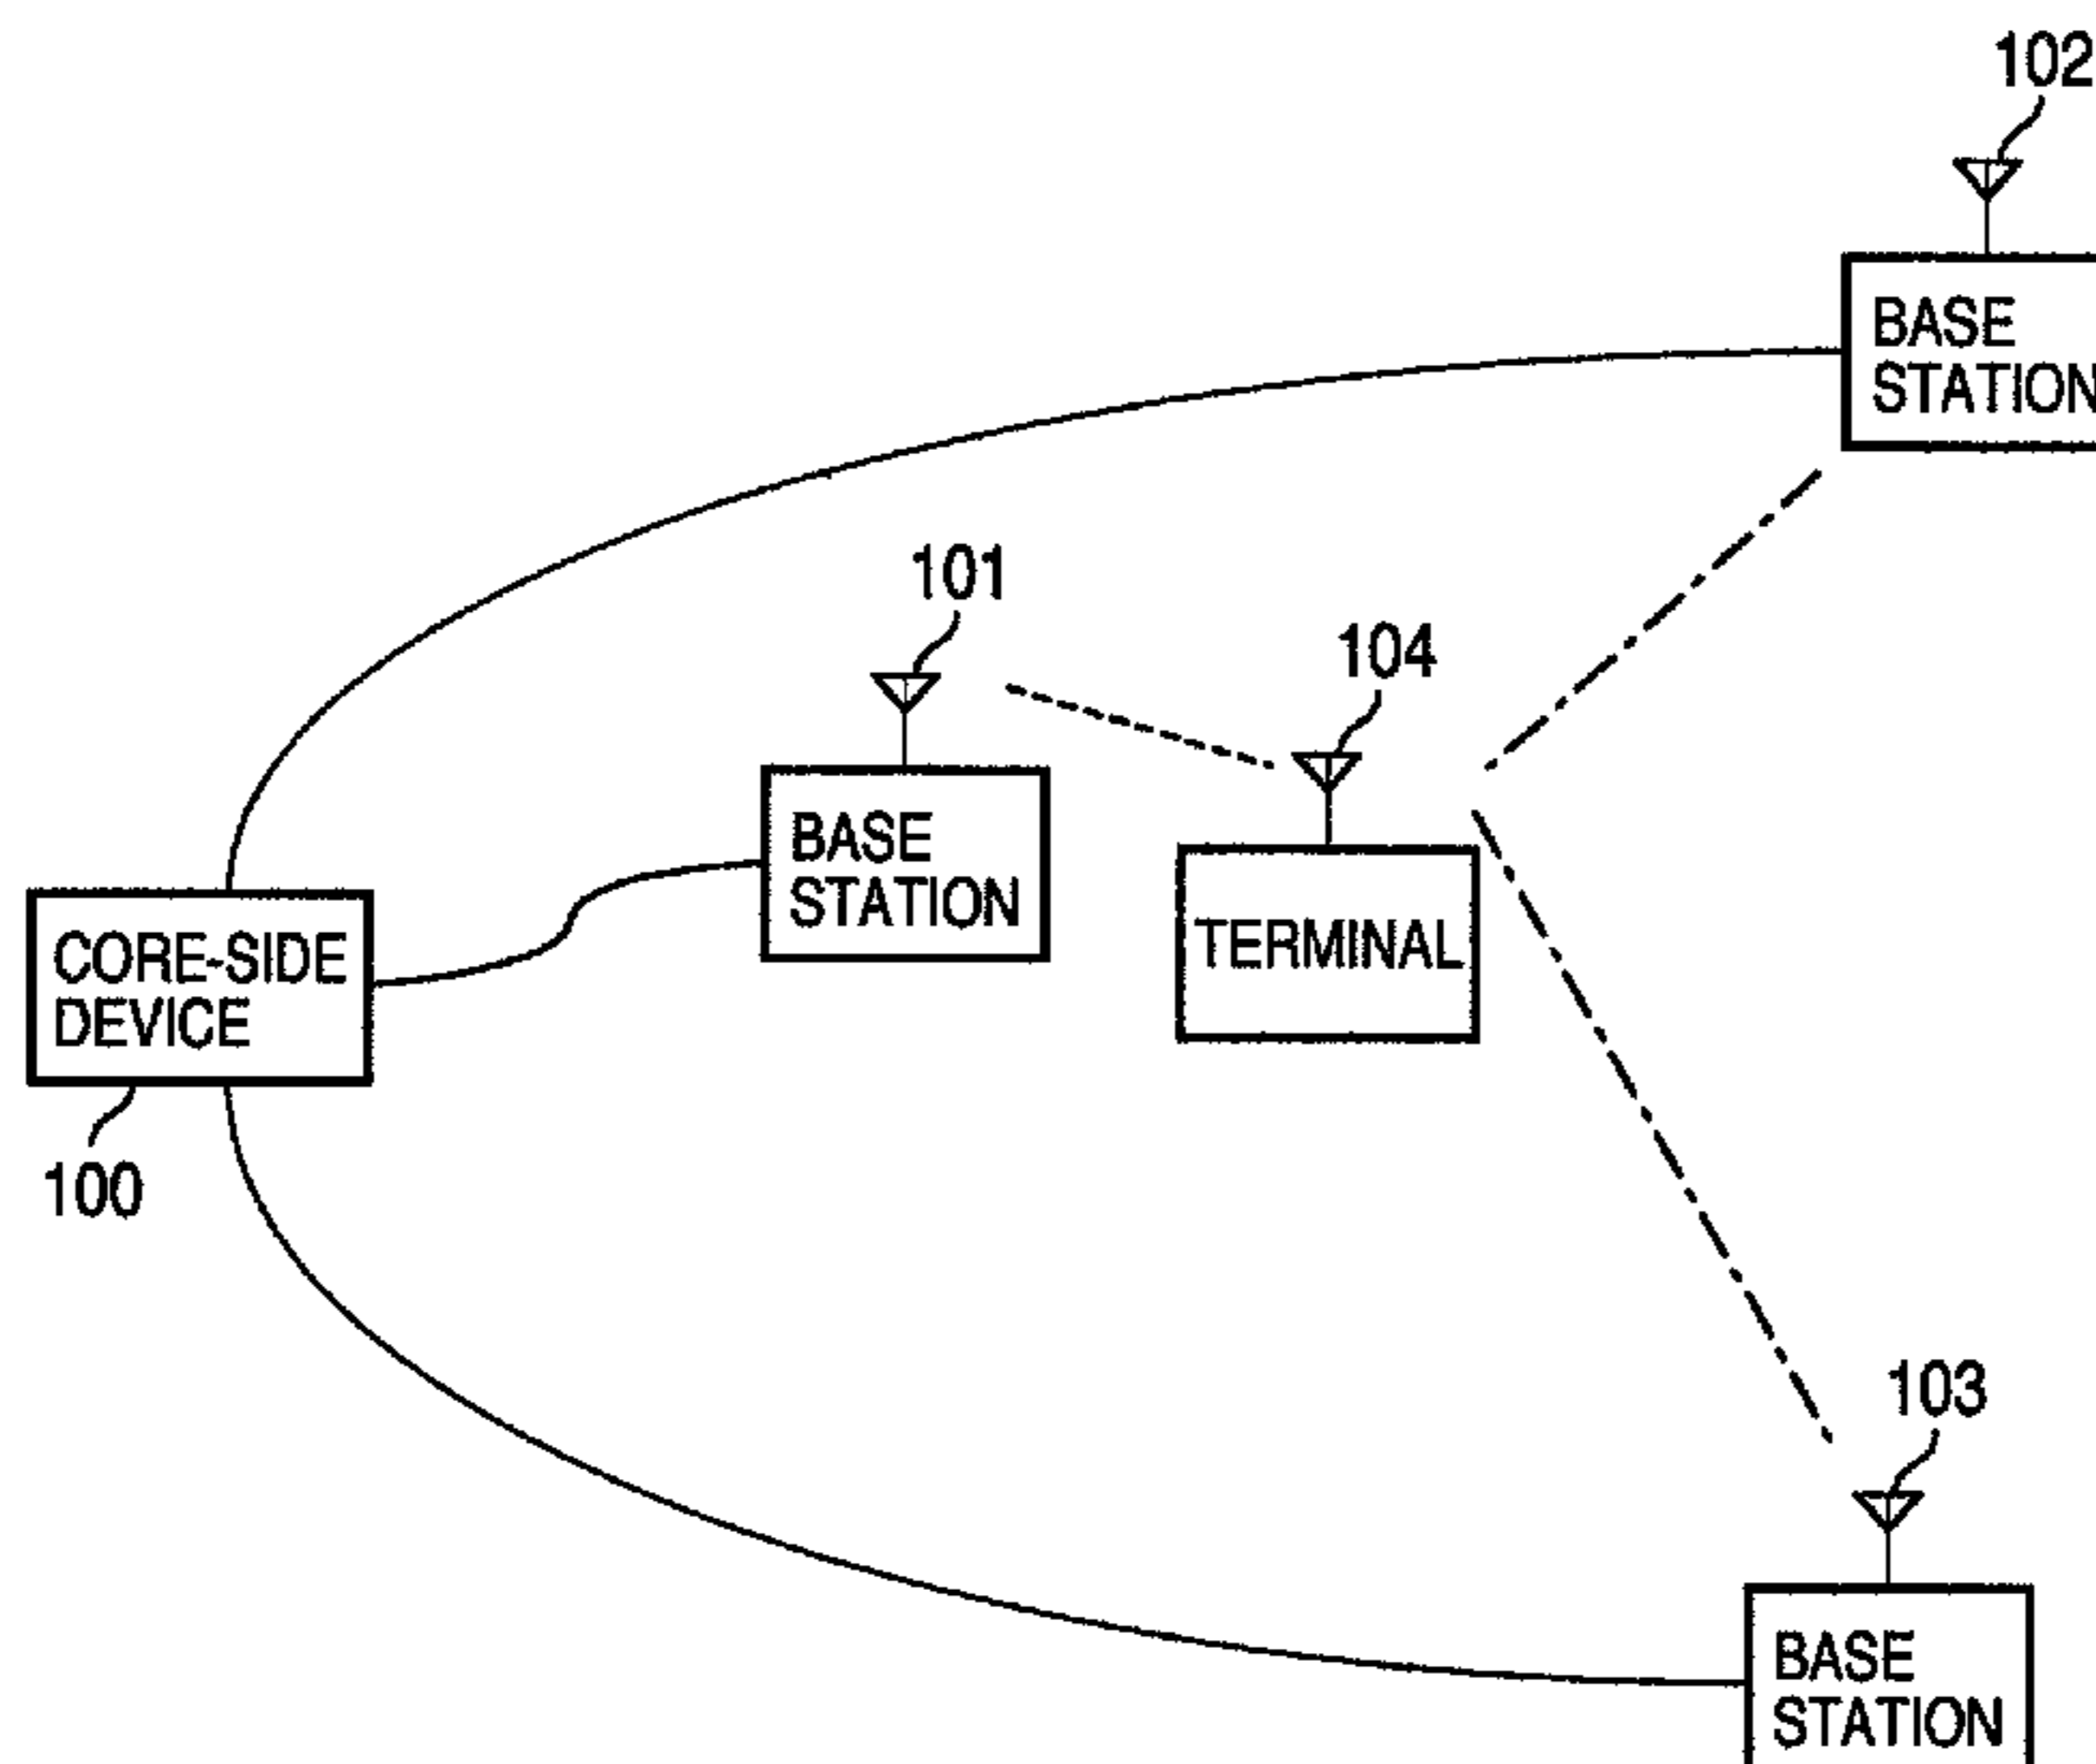 102
BASE
STATION
101
104
BASE
STATION
TERMINAL
CORE-SIDE
DEVICE
100
103
BASE
STATION